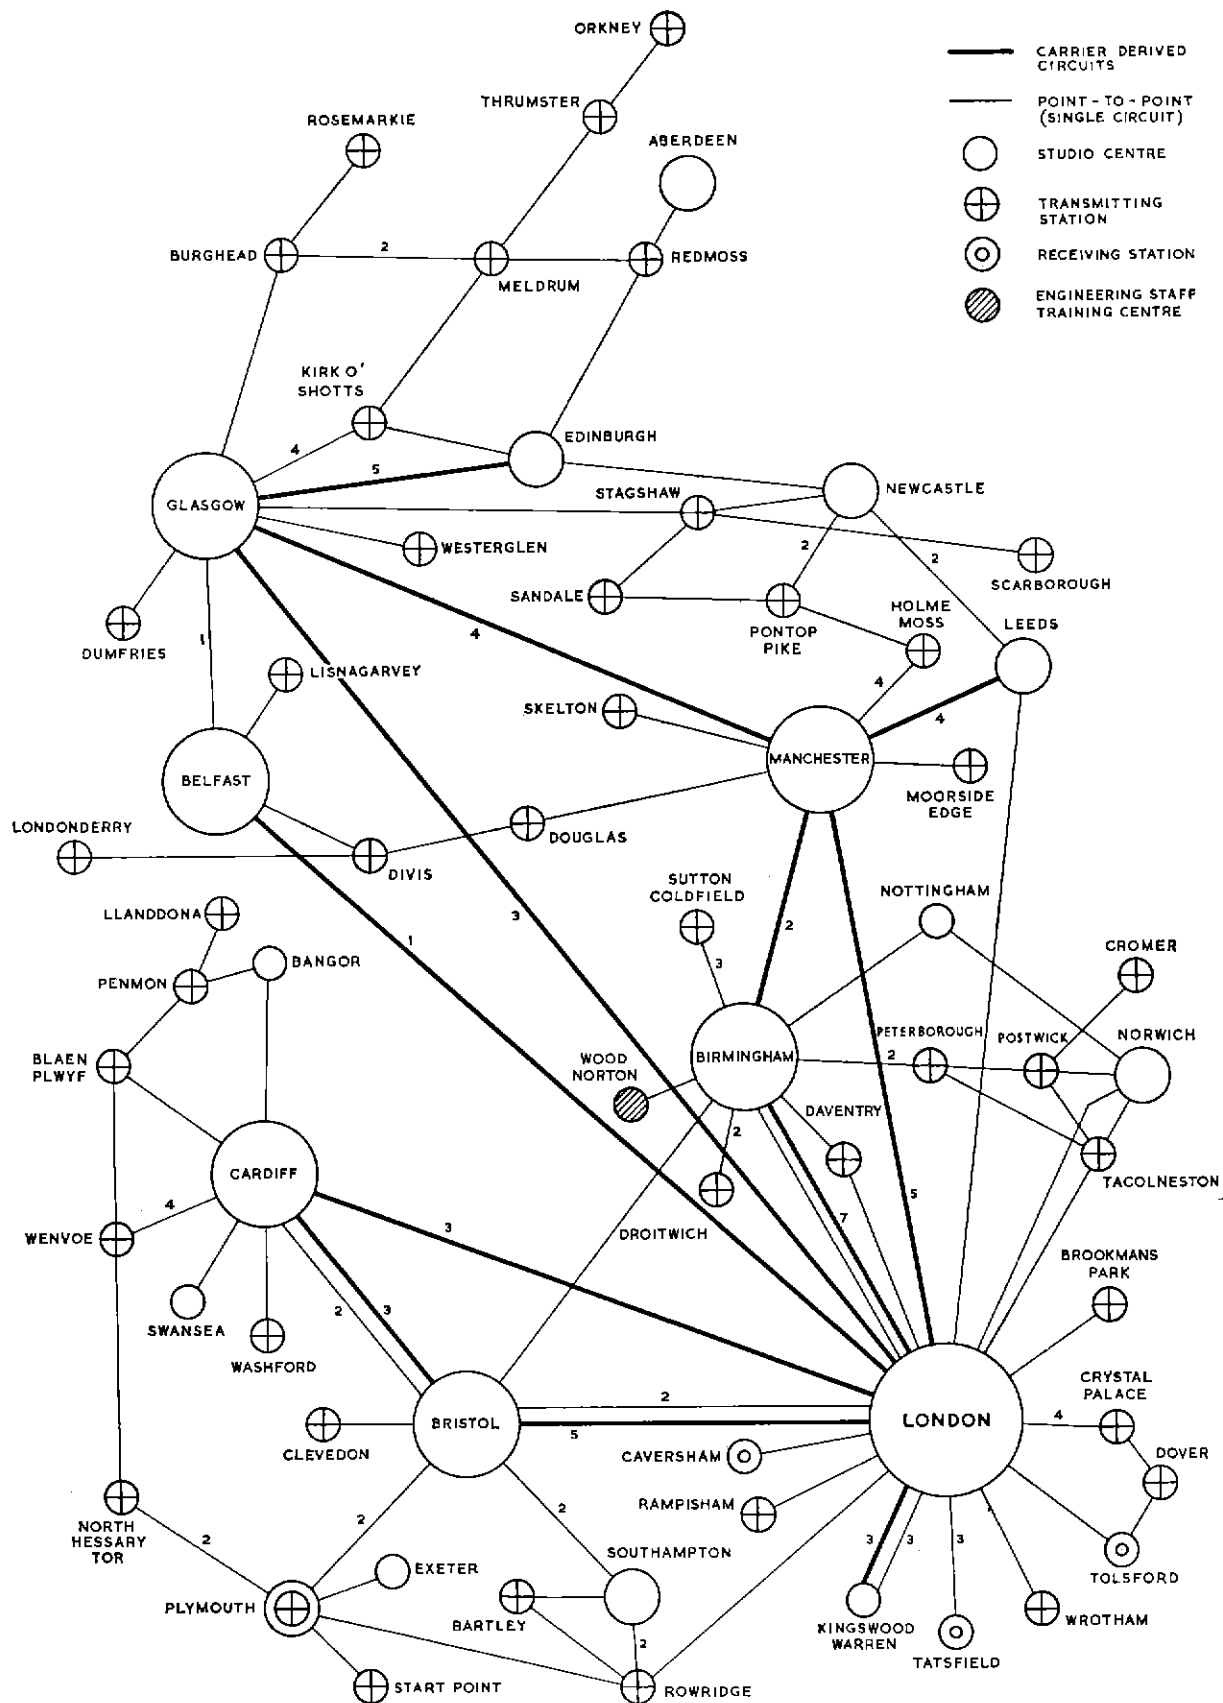 ORKNEY
CARRIER DERIVED
CIRCUITS
THRUMSTER
POINT-TO-POINT
(SINGLE CIRCUIT)
ROSEMARKIE
ABERDEEN
STUDIO CENTRE
TRANSMITTING
STATION
BURGHEAD
2
MELDRUM
REDMOSS
RECEIVING STATION
ENGINEERING STAFF
TRAINING CENTRE
KIRK O'
SHOTTS
EDINBURGH
4
5
GLASGOW
STAGSHAW
NEWCASTLE
WESTERGLEN
2
2
SCARBOROUGH
SANDALE
PONTOP
PIKE
HOLME
MOSS
LEEDS
DUMFRIES
1
4
LISNAGARVEY
SKELTON
4
4
MANCHESTER
BELFAST
MOORSIDE
EDGE
LONDONDERRY
DOUGLAS
DIVIS
SUTTON
COLDFIELD
NOTTINGHAM
LLANDDONA
3
2
1
BANGOR
3
CROMER
PENMON
BLAEN
PLWYF
WOOD
NORTON
BIRMINGHAM
2
PETERBOROUGH
POSTWICK
NORWICH
DAVENTRY
2
CARDIFF
TACOLNESTON
4
3
5
7
WENVOE
DROITWICH
BROOKMANS
PARK
SWANSEA
2
3
WASHFORD
CRYSTAL
PALACE
2
BRISTOL
5
LONDON
4
CLEVEDON
CAVERSHAM
DOVER
RAMPISHAM
NORTH
HESSARY
TOR
2
2
2
3
3
3
SOUTHAMPTON
TOLSFORD
EXETER
PLYMOUTH
BARTLEY
2
KINGSWOOD
WARREN
WROTHAM
TATSFIELD
START POINT
ROWRIDGE